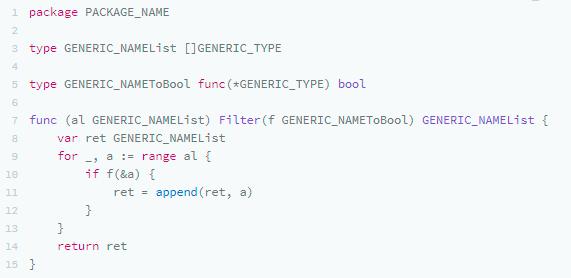 1 package PACKAGE_NAME
2
3 type GENERIC_NAMEList []GENERIC_TYPE
4
5 type GENERIC_NAMEToBool func(*GENERIC_TYPE) bool
6
7 func (al GENERIC_NAMEList) Filter(f GENERIC_NAMEToBool) GENERIC_NAMEList {
8     var ret GENERIC_NAMEList
9     for _, a := range al {
10         if f(&a) {
11             ret = append(ret, a)
12         }
13     }
14     return ret
15 }